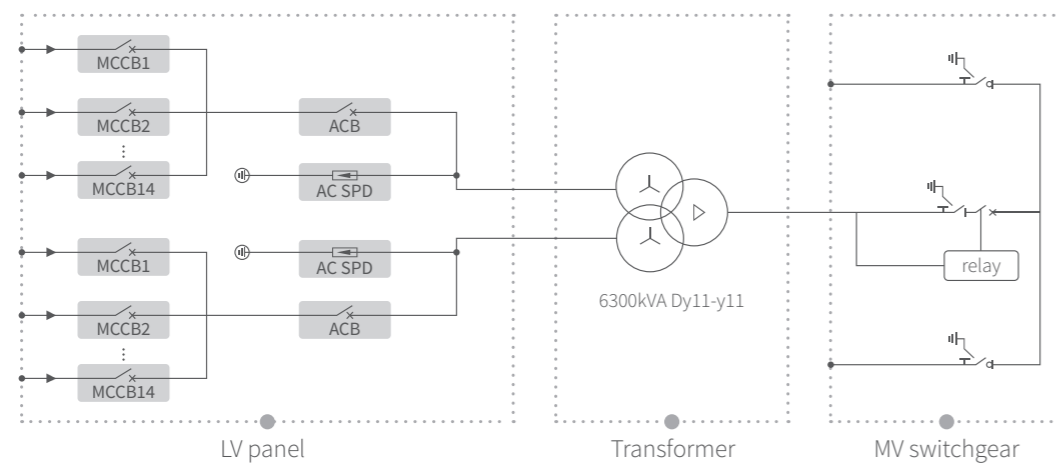 MCCB1
MCCB2
MCCB14
ACB
AC SPD
MCCB1
MCCB2
MCCB14
AC SPD
ACB
6300kVA Dy11-y11
relay
LV panel
Transformer
MV switchgear